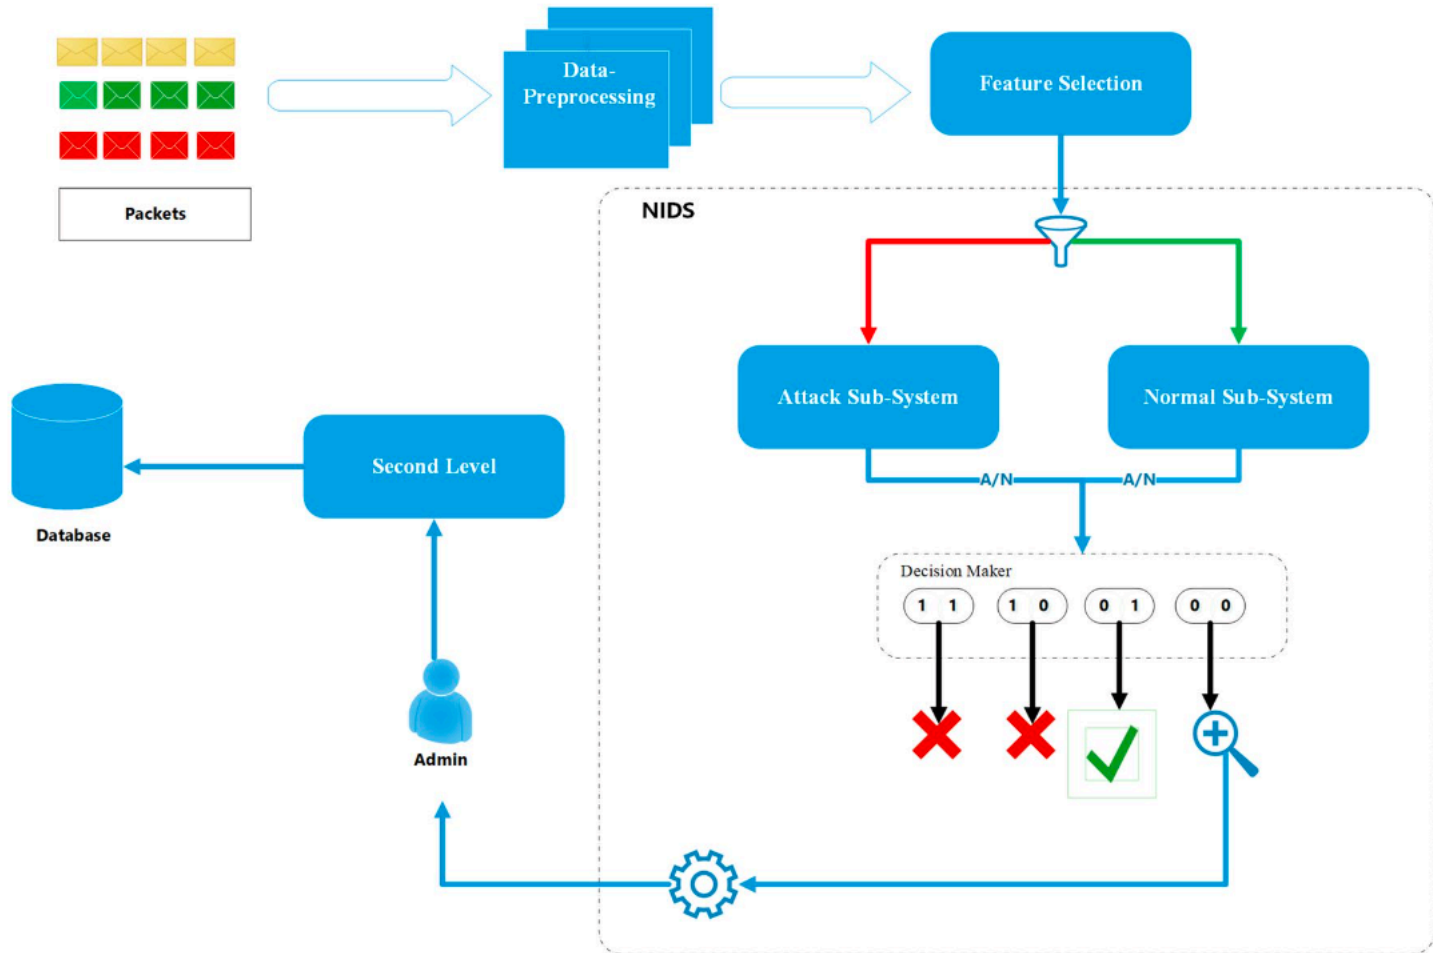 Packets
Data-
Preprocessing
Feature Selection
NIDS
Attack Sub-System
Normal Sub-System
A/N
A/N
Decision Maker
1 1
1 0
0 1
0 0
Second Level
Database
Admin